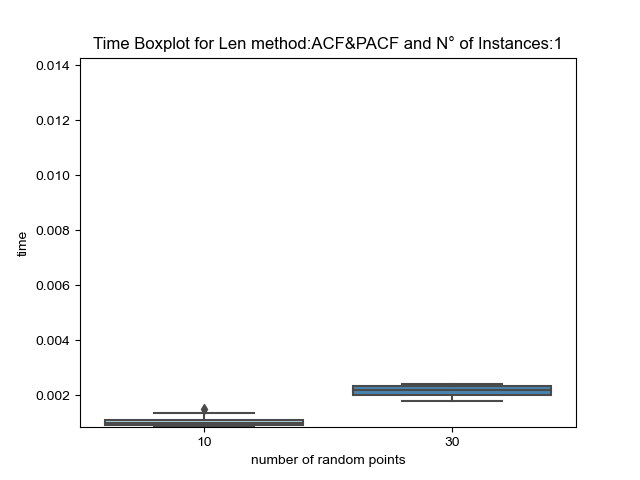 Time Boxplot for Len method:ACF&PACF and N° of Instances:1
0.014
0.012
0.010
0.008
0.006
0.004
0.002
time
10 30
number of random points